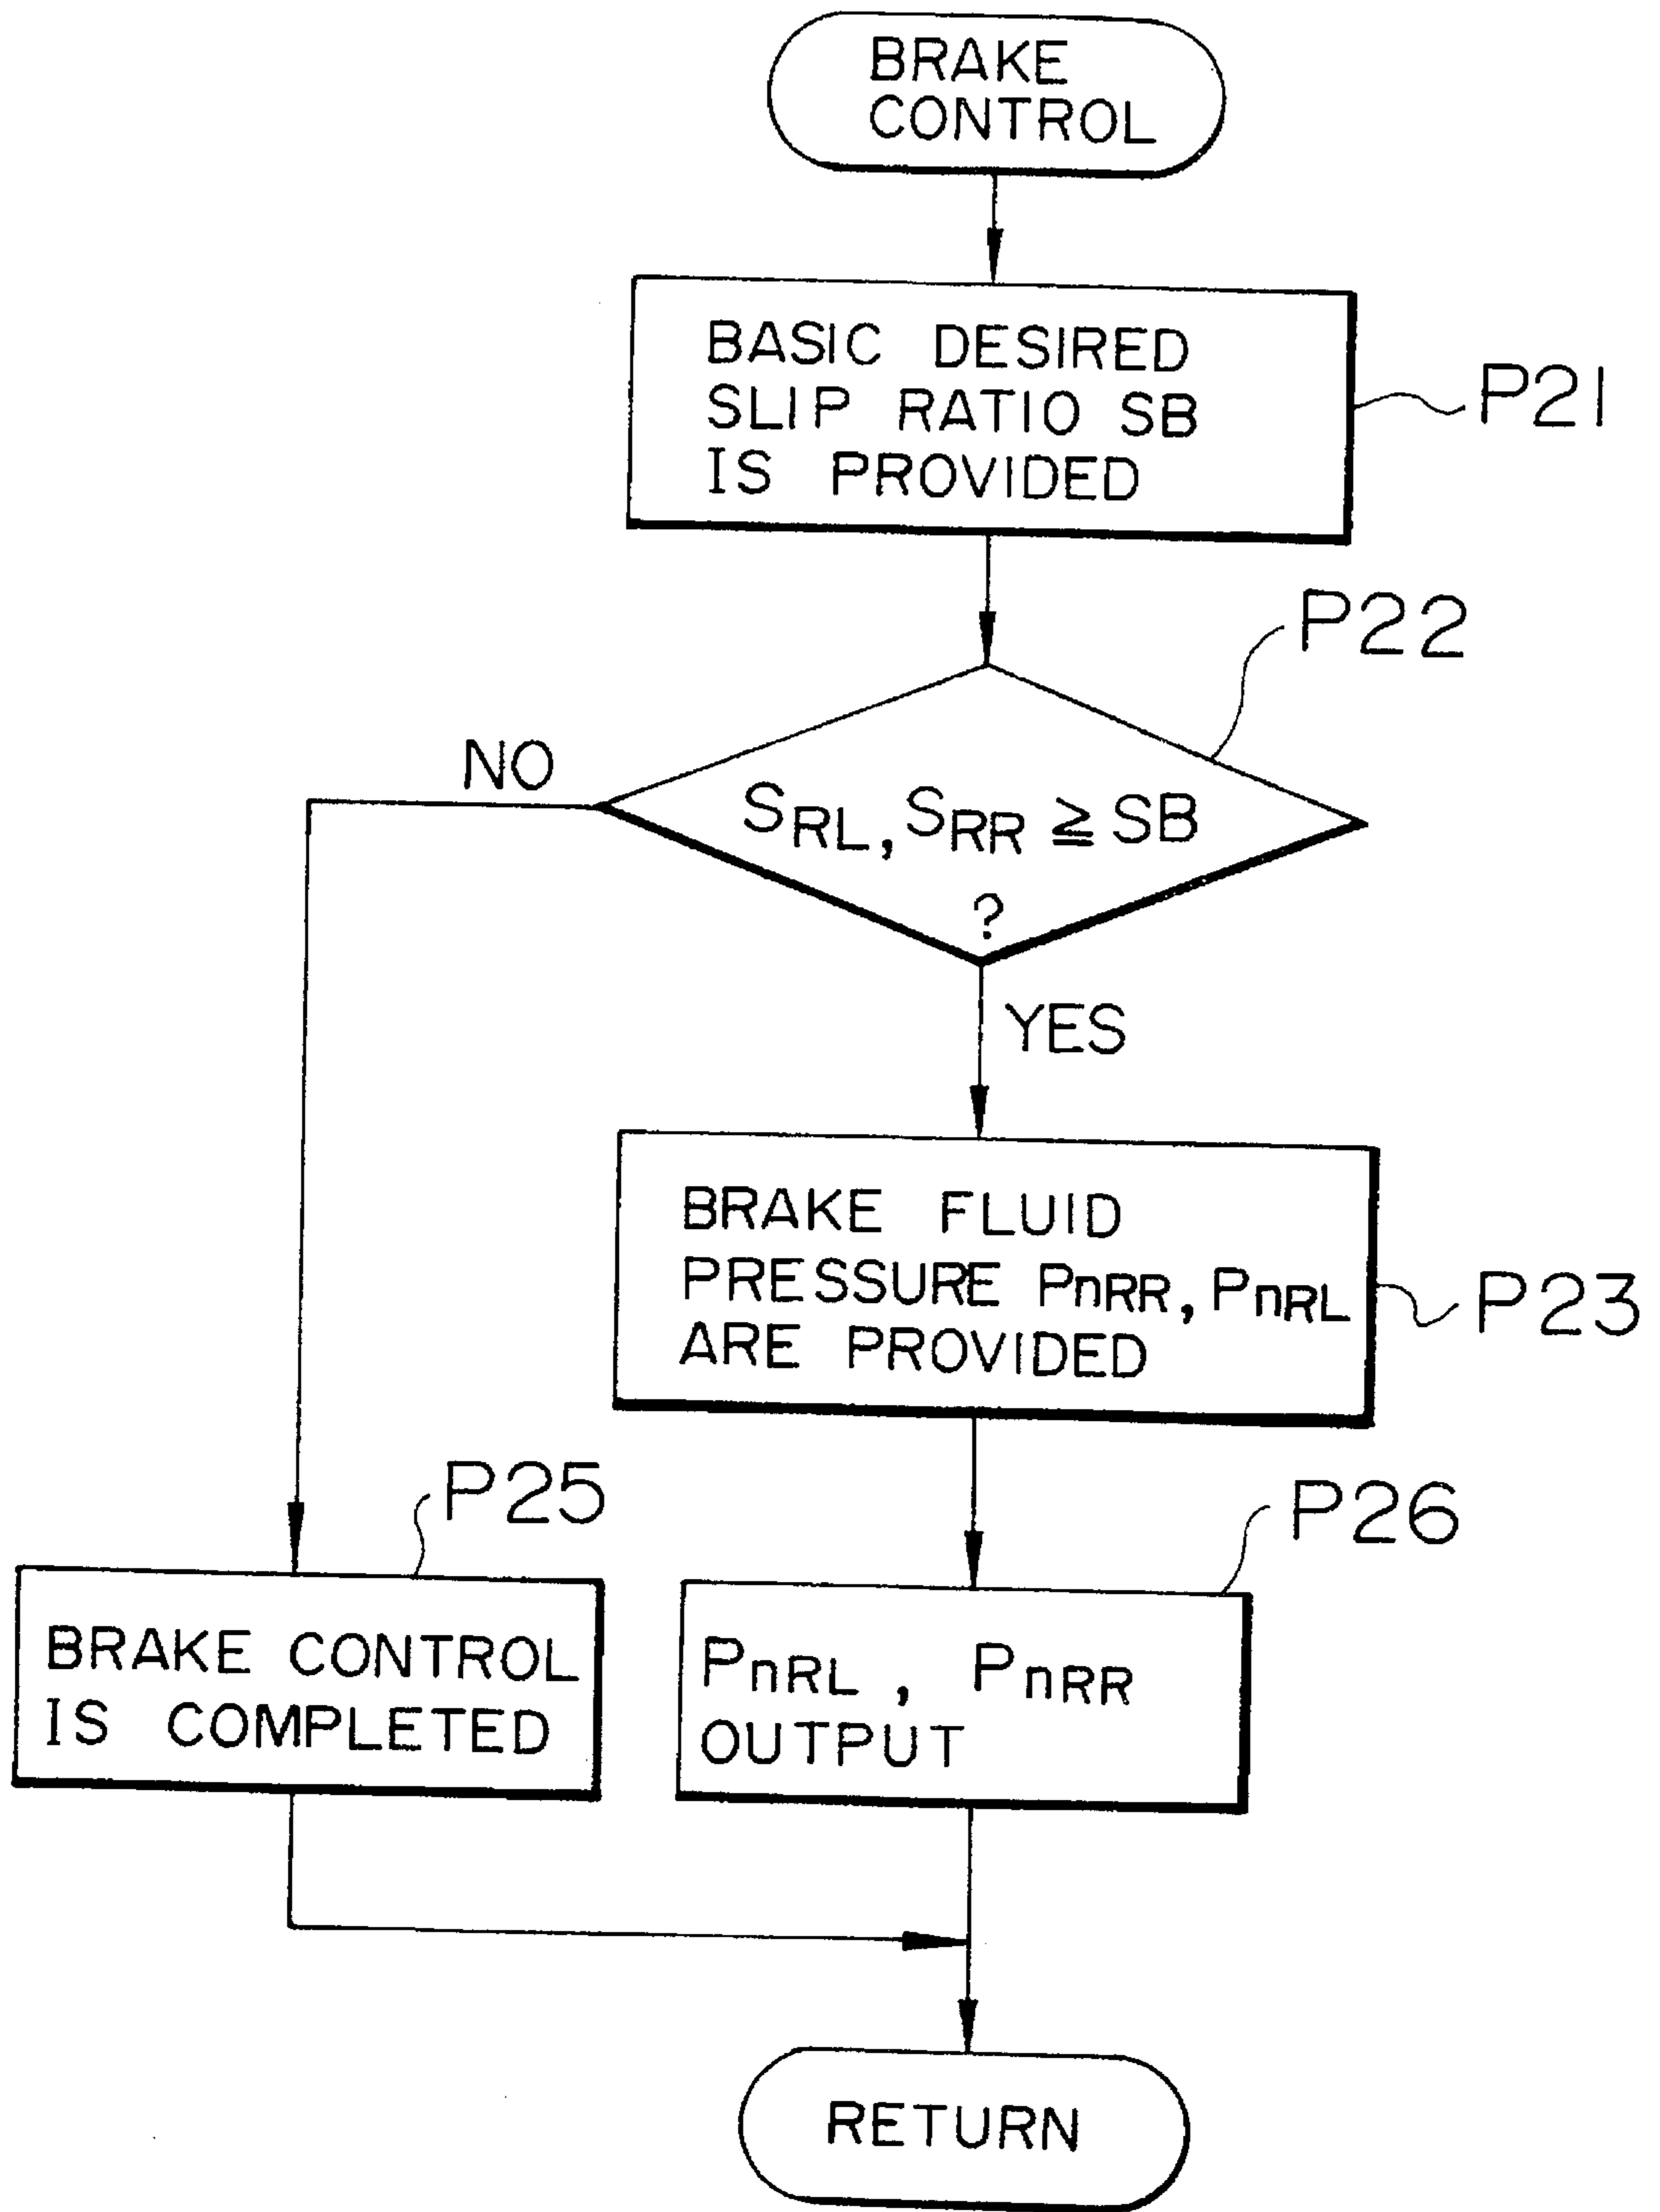 BRAKE
CONTROL
BASIC DESIRED
SLIP RATIO SB
IS PROVIDED
P21
P22
NO
SRL, SRR ≧ SB
?
YES
BRAKE FLUID
PRESSURE PnRR, PnRL
ARE PROVIDED
P23
P25
P26
BRAKE CONTROL
IS COMPLETED
PnRL, PnRR
OUTPUT
RETURN